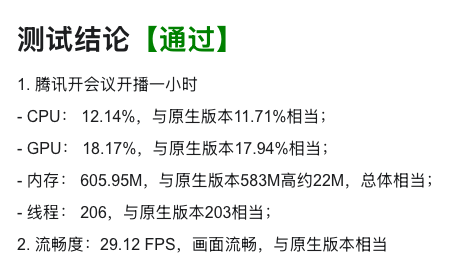 测试结论【通过】
1. 腾讯开会议开播一小时
- CPU： 12.14%，与原生版本11.71%相当；
- GPU： 18.17%，与原生版本17.94%相当；
- 内存： 605.95M，与原生版本583M高约22M，总体相当；
- 线程： 206，与原生版本203相当；
2. 流畅度：29.12 FPS，画面流畅，与原生版本相当